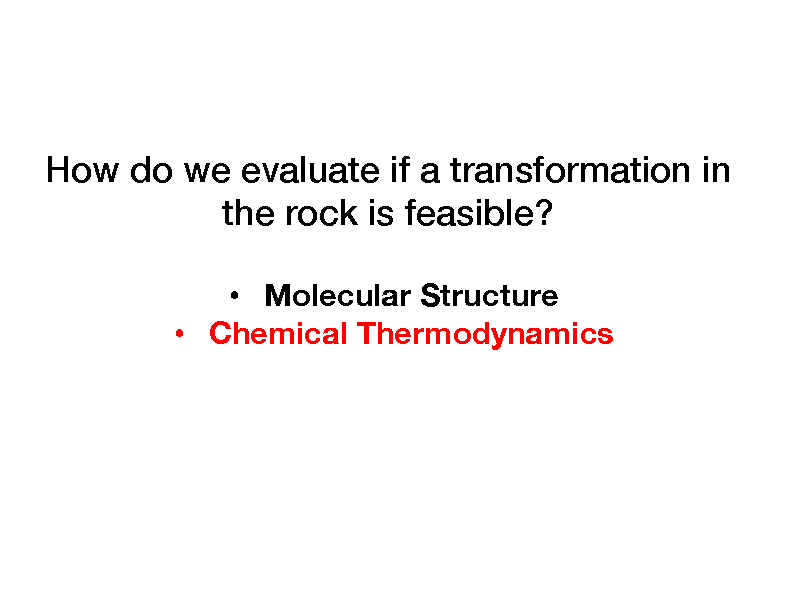 How do we evaluate if a transformation in
the rock is feasible?
• Molecular Structure
• Chemical Thermodynamics